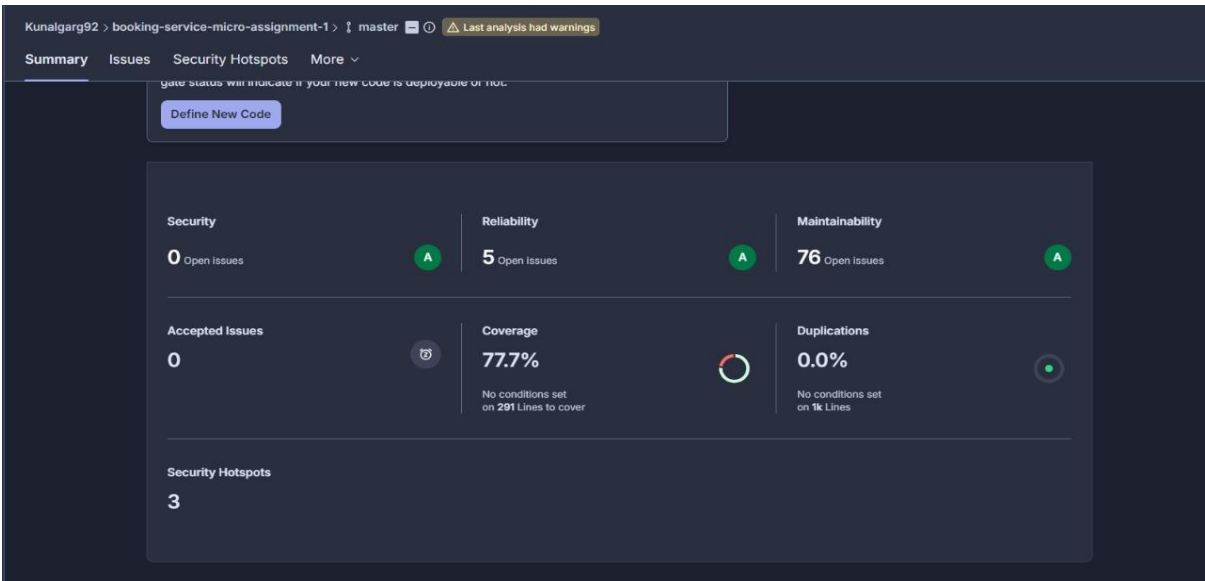 Kunalgarg92 > booking-service-micro-assignment-1 > master Last analysis had warnings
Summary Issues Security Hotspots More
gate status will indicate if your new code is deployable or not.
Define New Code
Security Reliability Maintainability
0 Open issues A 5 Open issues A 76 Open issues A
Accepted Issues Coverage Duplications
0 77.7% 0.0%
No conditions set No conditions set
on 291 Lines to cover on 1k Lines
Security Hotspots
3